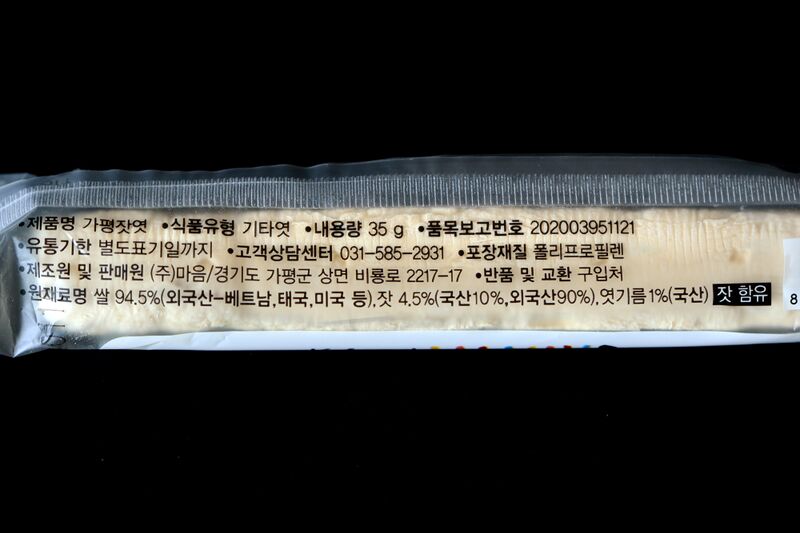 •제품명 가평잣엿 •식품유형 기타엿 •내용량 35 g •품목보고번호 202003951121
•유통기한 별도표기일까지 •고객상담센터 031-585-2931 •포장재질 폴리프로필렌
•제조원 및 판매원 (주)마음/경기도 가평군 상면 비룡로 2217-17 •반품 및 교환 구입처
•원재료명 쌀 94.5%(외국산-베트남,태국,미국 등),잣 4.5%(국산10%,외국산90%),엿기름1%(국산) 잣 함유
8